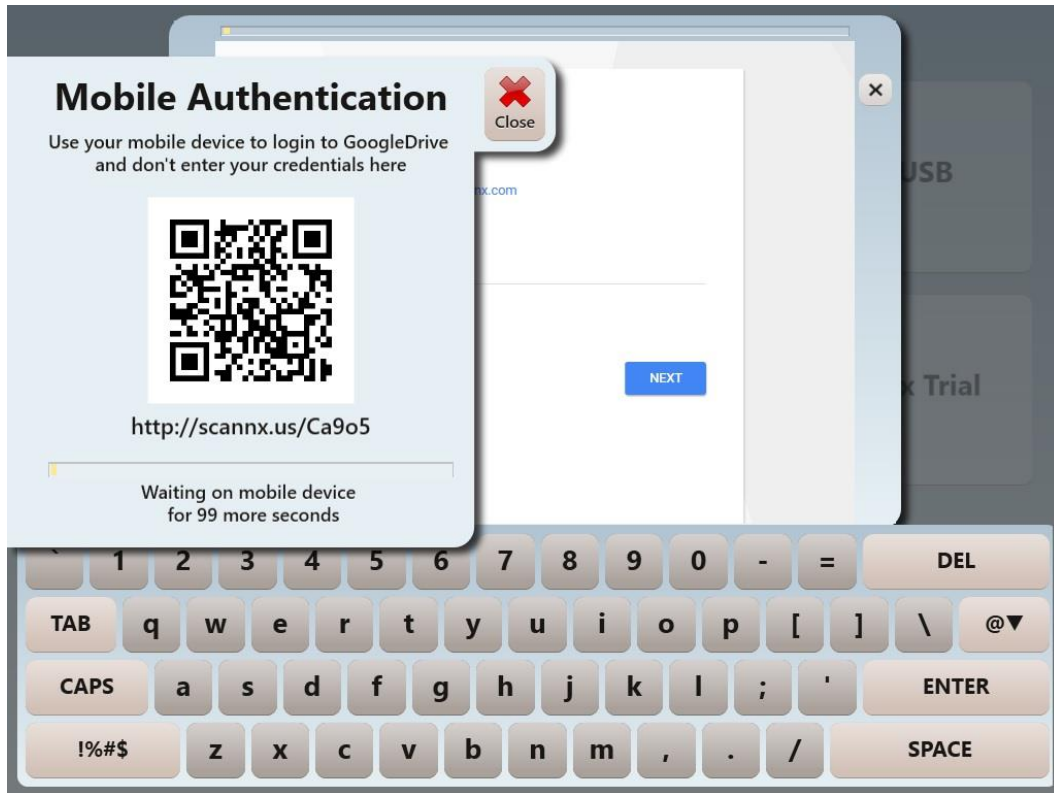 Mobile Authentication
Close
Use your mobile device to login to GoogleDrive
and don't enter your credentials here
nx.com
USB
NEXT
x Trial
http://scannx.us/Ca9o5
Waiting on mobile device
for 99 more seconds
` 1 2 3 4 5 6 7 8 9 0 - = DEL
TAB q w e r t y u i o p [ ] \ @▼
CAPS a s d f g h j k l ; ' ENTER
!%#$ z x c v b n m , . / SPACE